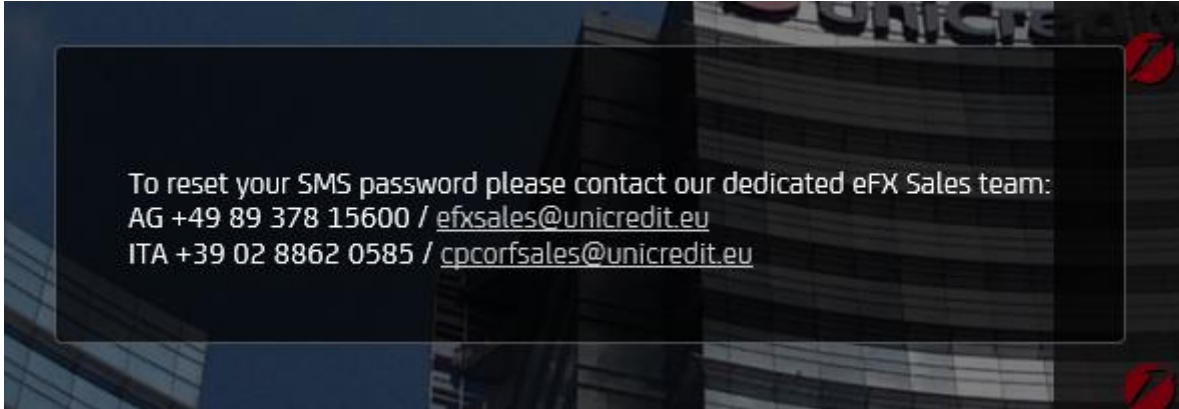 UniCre
To reset your SMS password please contact our dedicated eFX Sales team:
AG +49 89 378 15600 / efxsales@unicredit.eu
ITA +39 02 8862 0585 / cpcorfsales@unicredit.eu